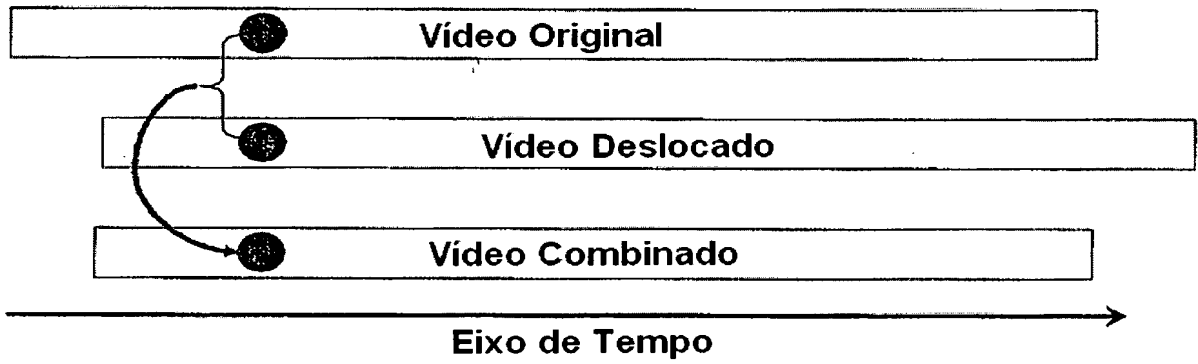 Vídeo Original
Vídeo Deslocado
Vídeo Combinado
Eixo de Tempo